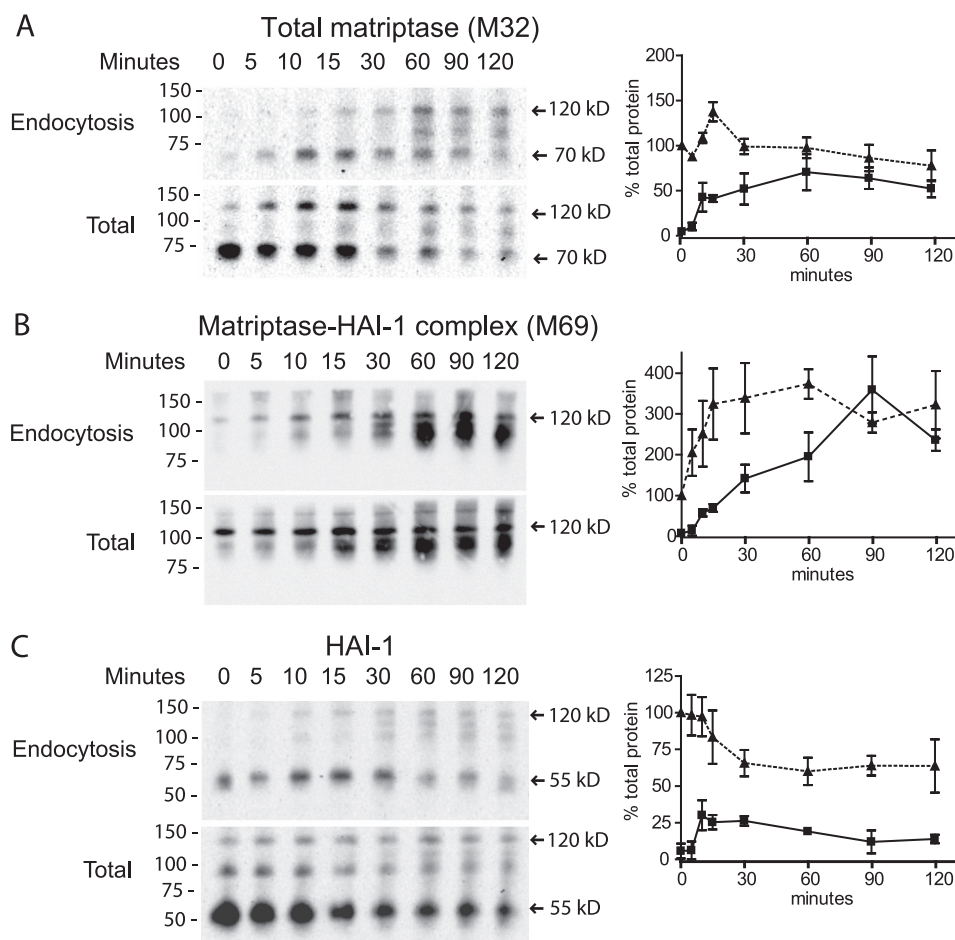 A
Total matriptase (M32)
Minutes 0 5 10 15 30 60 90 120
Endocytosis
150 -
100 -
75 -
←120 kD
←70 kD
Total
150 -
100 -
75 -
←120 kD
←70 kD
% total protein
200
150
100
50
0
0 30 60 90 120
minutes
B
Matriptase-HAI-1 complex (M69)
Minutes 0 5 10 15 30 60 90 120
Endocytosis
150 -
100 -
75 -
←120 kD
Total
150 -
100 -
75 -
←120 kD
% total protein
400
300
200
100
0
0 30 60 90 120
minutes
C
HAI-1
Minutes 0 5 10 15 30 60 90 120
Endocytosis
150 -
100 -
75 -
50 -
←120 kD
←55 kD
Total
150 -
100 -
75 -
50 -
←120 kD
←55 kD
% total protein
125
100
75
50
25
0
0 30 60 90 120
minutes